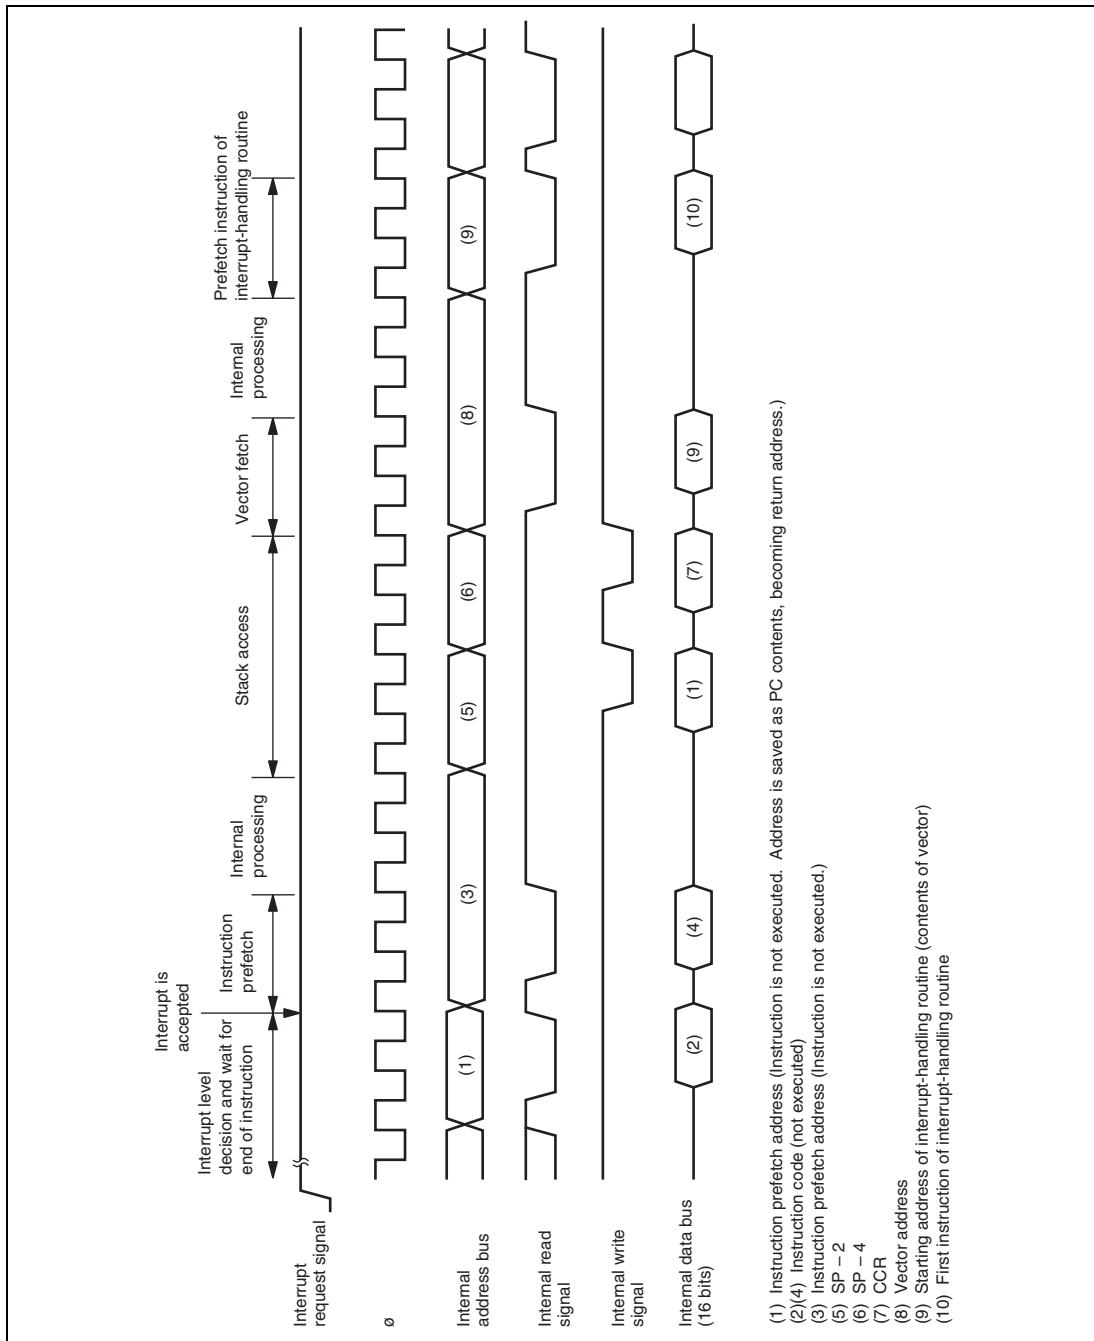 Interrupt is
accepted
Interrupt level
decision and wait for
end of instruction
Instruction
prefetch
Internal
processing
Stack access
Vector fetch
Internal
processing
Prefetch instruction of
interrupt-handling routine
Interrupt
request signal
ø
Internal
address bus
(1)
(3)
(5)
(6)
(8)
(9)
Internal read
signal
Internal write
signal
Internal data bus
(16 bits)
(2)
(4)
(1)
(7)
(9)
(10)
(1) Instruction prefetch address (Instruction is not executed. Address is saved as PC contents, becoming return address.)
(2)(4) Instruction code (not executed)
(3) Instruction prefetch address (Instruction is not executed.)
(5) SP – 2
(6) SP – 4
(7) CCR
(8) Vector address
(9) Starting address of interrupt-handling routine (contents of vector)
(10) First instruction of interrupt-handling routine